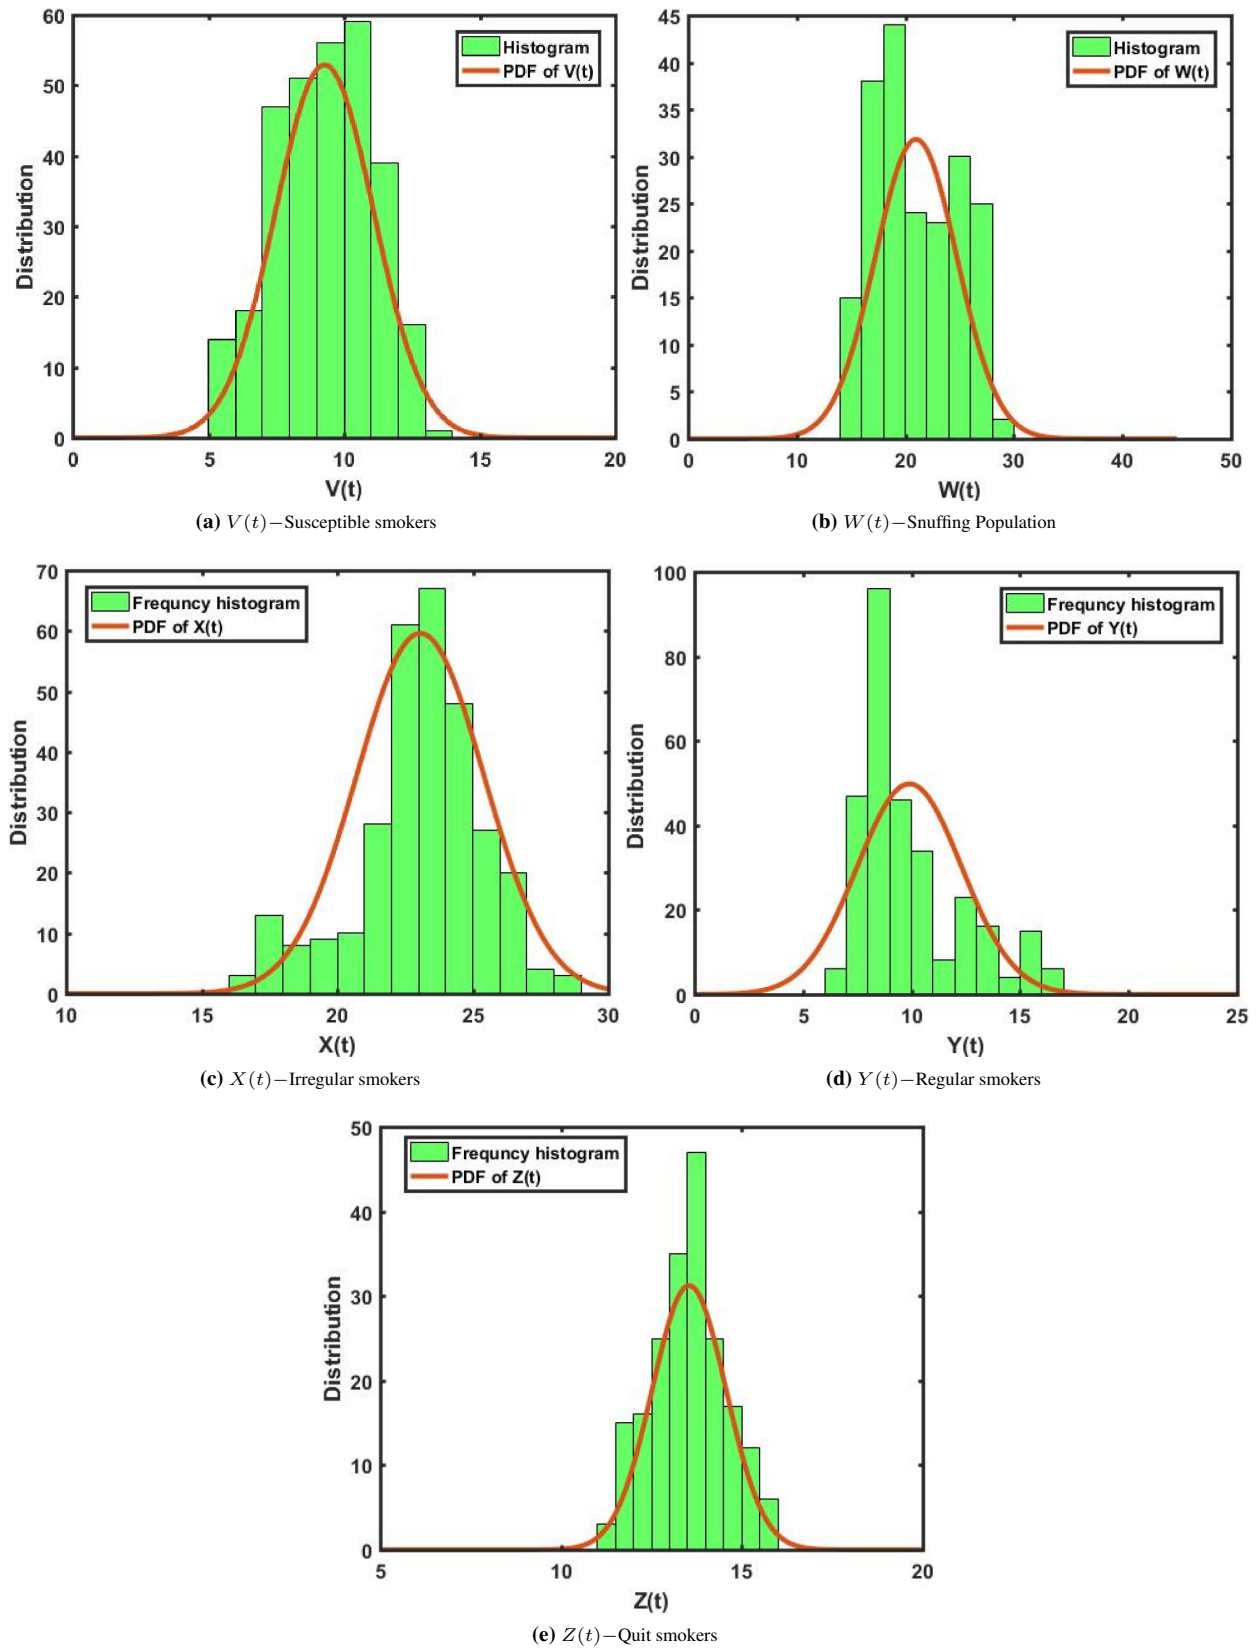 60
50
40
30
20
10
0
Distribution
Histogram
PDF of V(t)
0 5 10 15 20
V(t)
(a) V(t)−Susceptible smokers
45
40
35
30
25
20
15
10
5
0
Distribution
Histogram
PDF of W(t)
0 10 20 30 40 50
W(t)
(b) W(t)−Snuffing Population
70
60
50
40
30
20
10
0
Distribution
Frequncy histogram
PDF of X(t)
10 15 20 25 30
X(t)
(c) X(t)−Irregular smokers
100
80
60
40
20
0
Distribution
Frequncy histogram
PDF of Y(t)
0 5 10 15 20 25
Y(t)
(d) Y(t)−Regular smokers
50
40
30
20
10
0
Distribution
Frequncy histogram
PDF of Z(t)
5 10 15 20
Z(t)
(e) Z(t)−Quit smokers